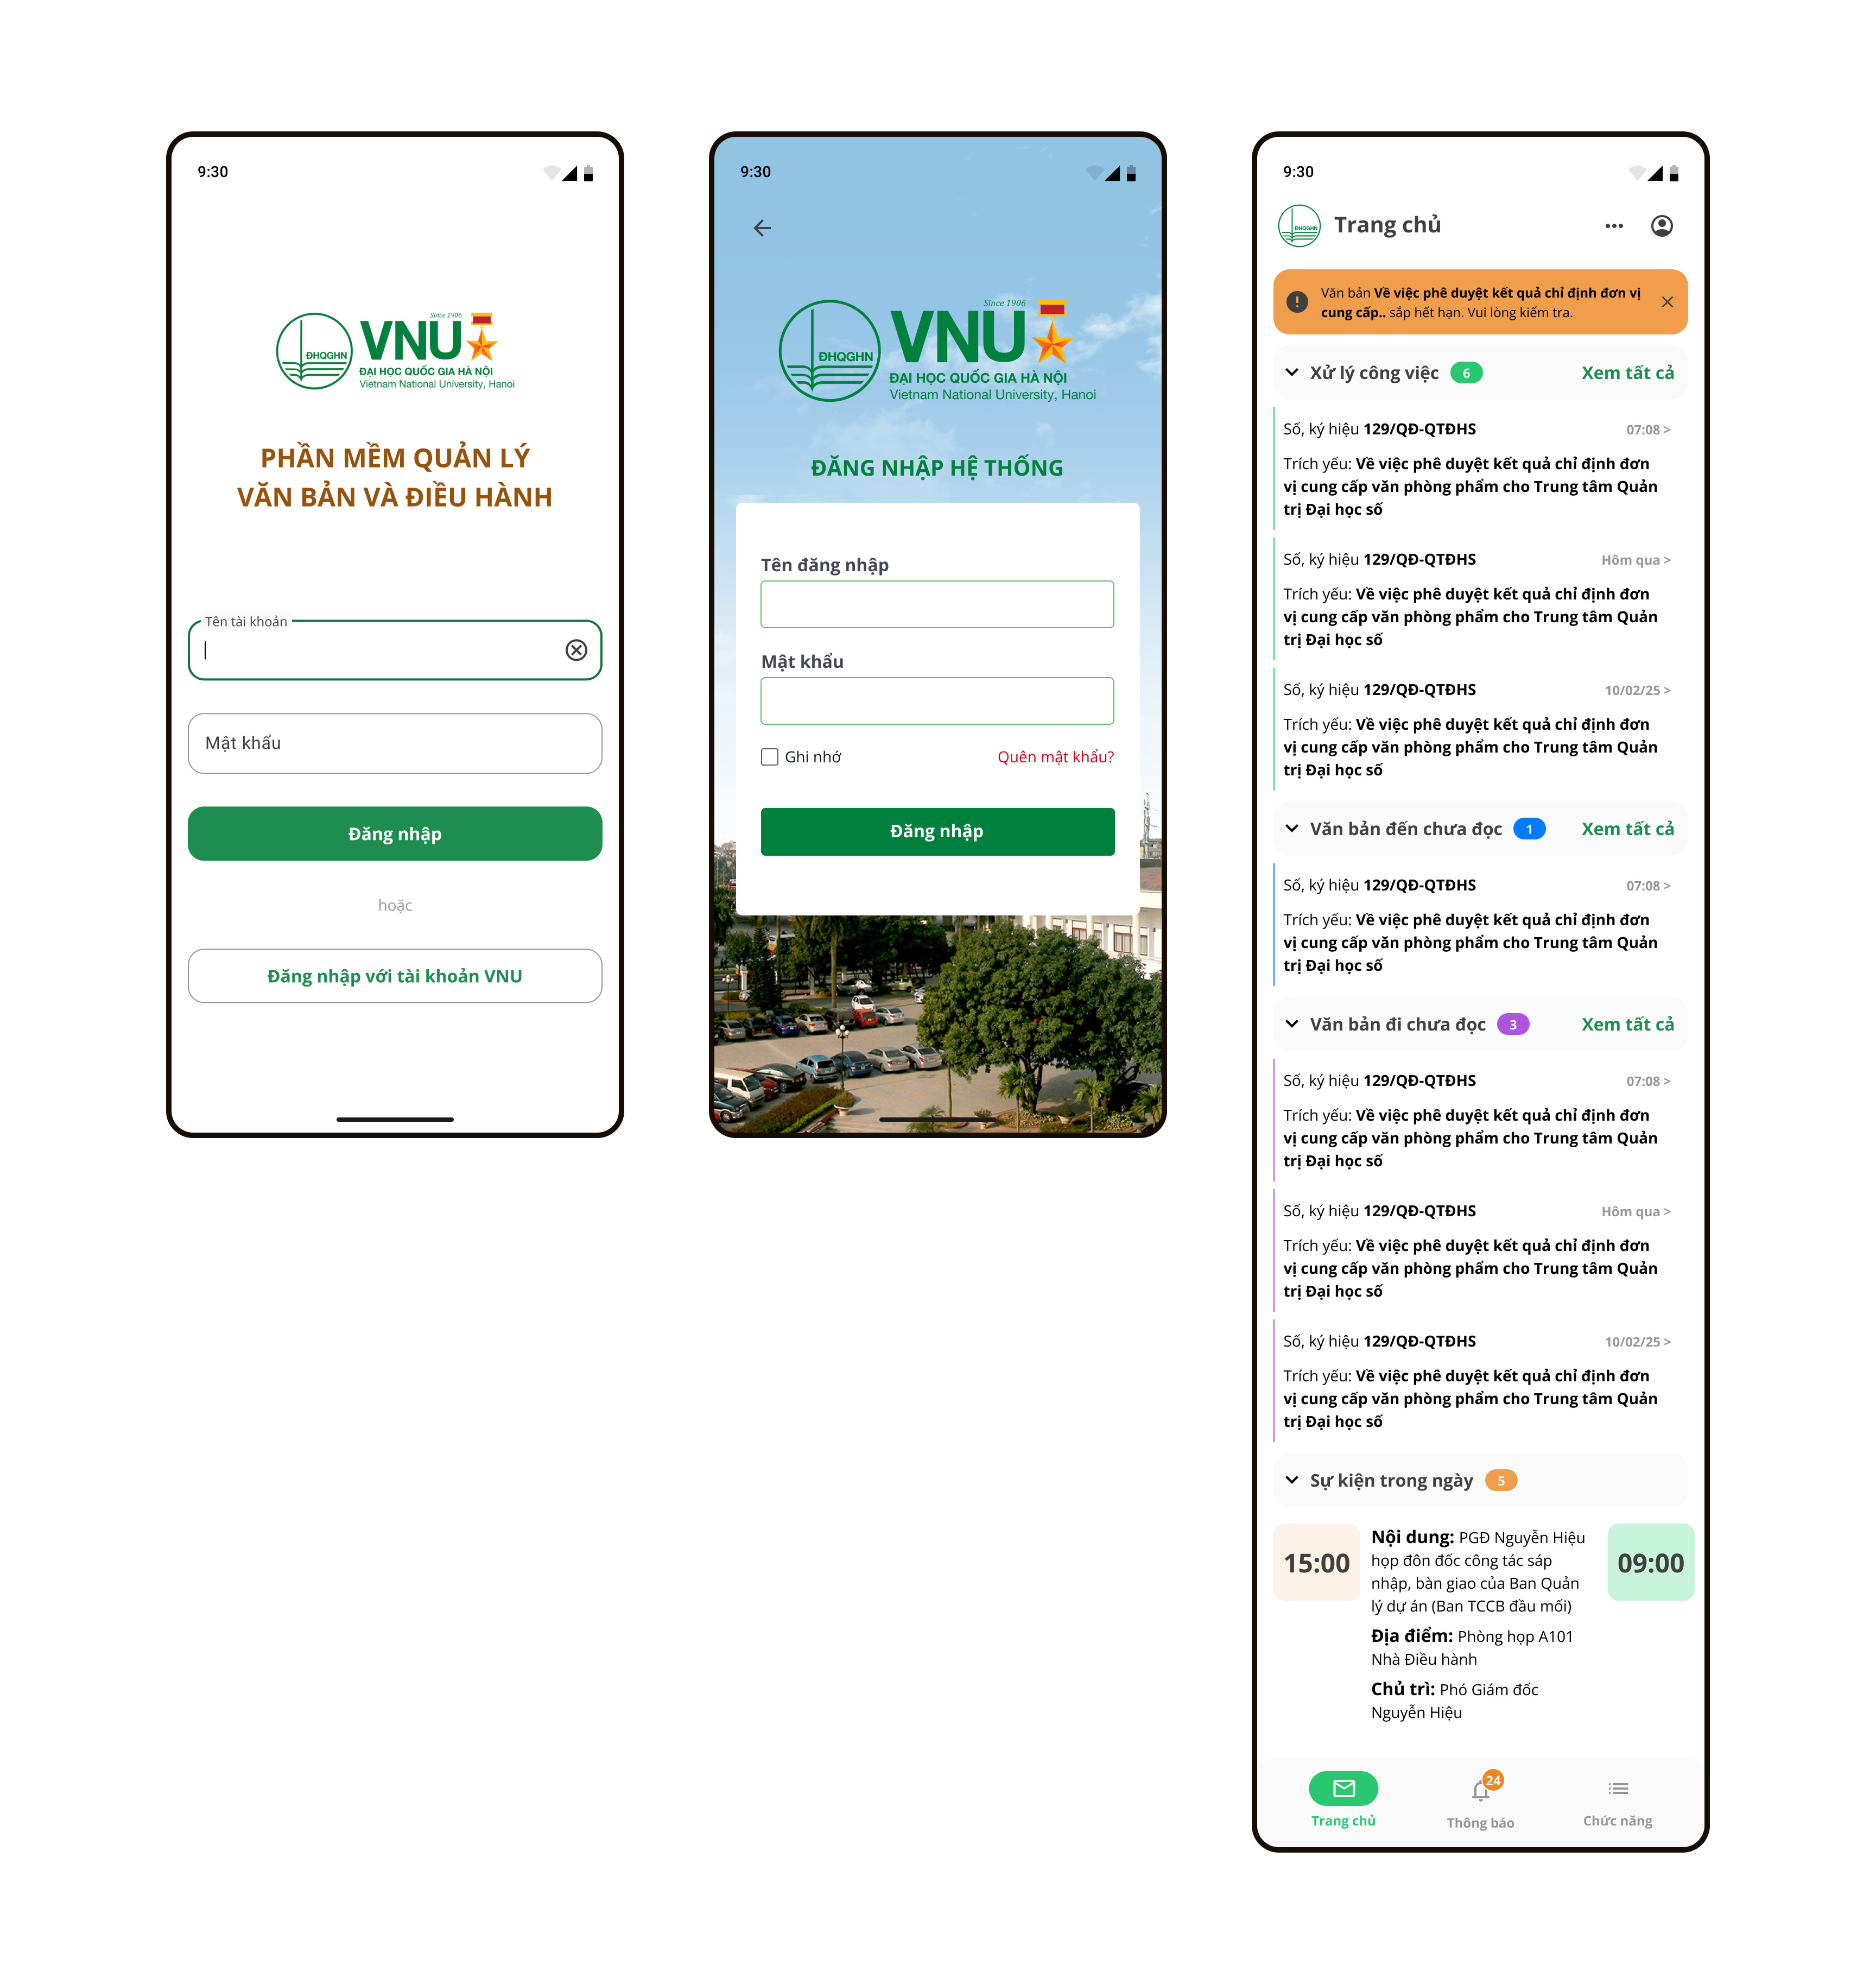 9:30
ĐHQGHN
Since 1906
VNU
ĐẠI HỌC QUỐC GIA HÀ NỘI
Vietnam National University, Hanoi
PHẦN MỀM QUẢN LÝ
VĂN BẢN VÀ ĐIỀU HÀNH
Tên tài khoản
Mật khẩu
Đăng nhập
hoặc
Đăng nhập với tài khoản VNU
9:30
ĐHQGHN
Since 1906
VNU
ĐẠI HỌC QUỐC GIA HÀ NỘI
Vietnam National University, Hanoi
ĐĂNG NHẬP HỆ THỐNG
Tên đăng nhập
Mật khẩu
Ghi nhớ
Quên mật khẩu?
Đăng nhập
9:30
ĐHQGHN
Trang chủ
Văn bản Về việc phê duyệt kết quả chỉ định đơn vị
cung cấp.. sắp hết hạn. Vui lòng kiểm tra.
Xử lý công việc 6 Xem tất cả
Số, ký hiệu 129/QĐ-QTĐHS 07:08 >
Trích yếu: Về việc phê duyệt kết quả chỉ định đơn
vị cung cấp văn phòng phẩm cho Trung tâm Quản
trị Đại học số
Số, ký hiệu 129/QĐ-QTĐHS Hôm qua >
Trích yếu: Về việc phê duyệt kết quả chỉ định đơn
vị cung cấp văn phòng phẩm cho Trung tâm Quản
trị Đại học số
Số, ký hiệu 129/QĐ-QTĐHS 10/02/25 >
Trích yếu: Về việc phê duyệt kết quả chỉ định đơn
vị cung cấp văn phòng phẩm cho Trung tâm Quản
trị Đại học số
Văn bản đến chưa đọc 1 Xem tất cả
Số, ký hiệu 129/QĐ-QTĐHS 07:08 >
Trích yếu: Về việc phê duyệt kết quả chỉ định đơn
vị cung cấp văn phòng phẩm cho Trung tâm Quản
trị Đại học số
Văn bản đi chưa đọc 3 Xem tất cả
Số, ký hiệu 129/QĐ-QTĐHS 07:08 >
Trích yếu: Về việc phê duyệt kết quả chỉ định đơn
vị cung cấp văn phòng phẩm cho Trung tâm Quản
trị Đại học số
Số, ký hiệu 129/QĐ-QTĐHS Hôm qua >
Trích yếu: Về việc phê duyệt kết quả chỉ định đơn
vị cung cấp văn phòng phẩm cho Trung tâm Quản
trị Đại học số
Số, ký hiệu 129/QĐ-QTĐHS 10/02/25 >
Trích yếu: Về việc phê duyệt kết quả chỉ định đơn
vị cung cấp văn phòng phẩm cho Trung tâm Quản
trị Đại học số
Sự kiện trong ngày 5
15:00
Nội dung: PGĐ Nguyễn Hiệu
họp đôn đốc công tác sáp
nhập, bàn giao của Ban Quản
lý dự án (Ban TCCB đầu mối)
Địa điểm: Phòng họp A101
Nhà Điều hành
Chủ trì: Phó Giám đốc
Nguyễn Hiệu
09:00
Trang chủ
24
Thông báo
Chức năng